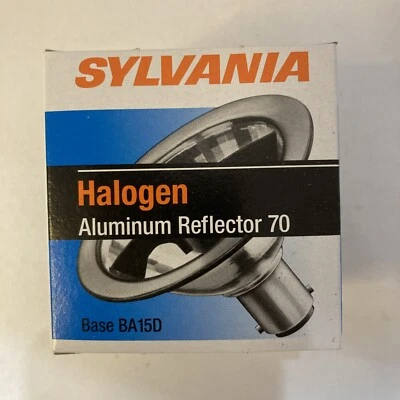 SYLVANIA
Halogen
Aluminum Reflector 70
Base BA15D